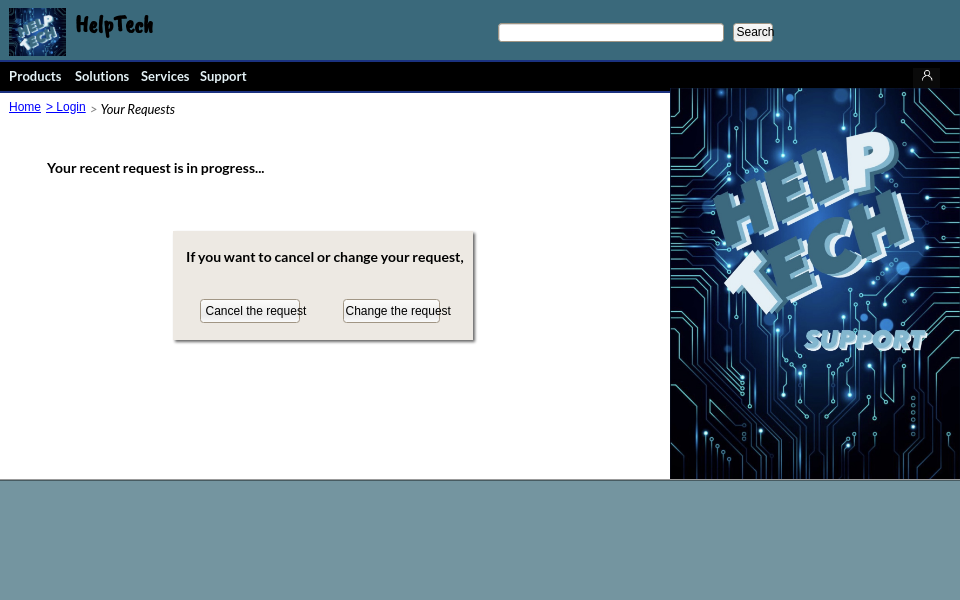 HELP
TECH
HelpTech
Search
Products Solutions Services Support
Home > Login > Your Requests
Your recent request is in progress...
If you want to cancel or change your request,
Cancel the request Change the request
HELP
TECH
SUPPORT